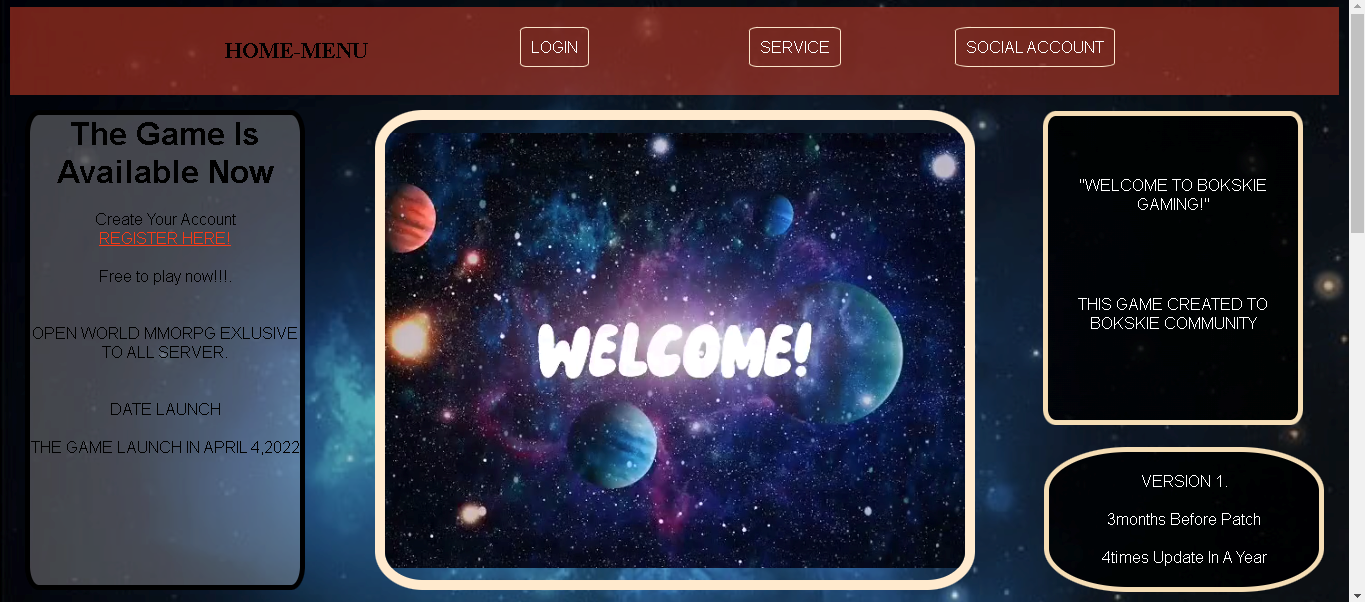 HOME-MENU
LOGIN
SERVICE
SOCIAL ACCOUNT
The Game Is
Available Now
Create Your Account
REGISTER HERE!
Free to play now!!!.
OPEN WORLD MMORPG EXLUSIVE
TO ALL SERVER.
DATE LAUNCH
THE GAME LAUNCH IN APRIL 4,2022
WELCOME!
"WELCOME TO BOKSKIE
GAMING!"
THIS GAME CREATED TO
BOKSKIE COMMUNITY
VERSION 1.
3months Before Patch
4times Update In A Year